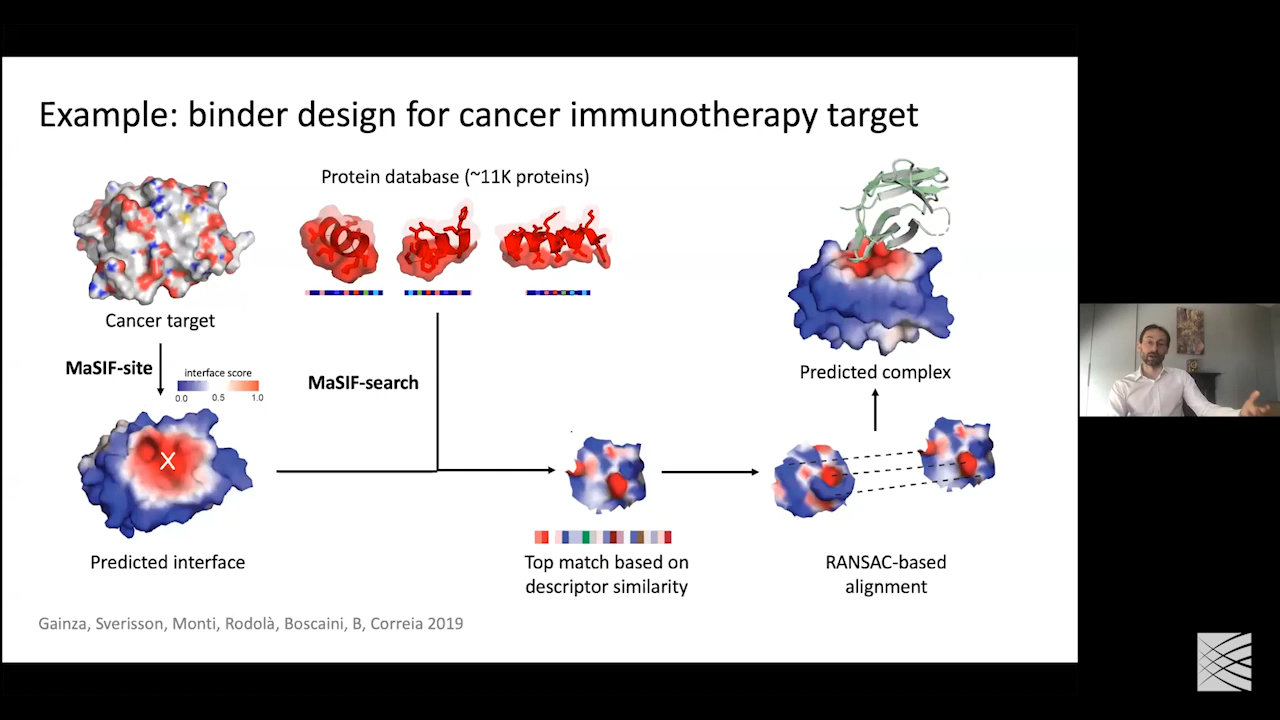 Example: binder design for cancer immunotherapy target
Protein database (~11K proteins)
Cancer target
MaSIF-site
interface score
0.0 0.5 1.0
MaSIF-search
X
Predicted interface
Top match based on
descriptor similarity
RANSAC-based
alignment
Predicted complex
Gainza, Sverisson, Monti, Rodolà, Boscaini, B, Correia 2019